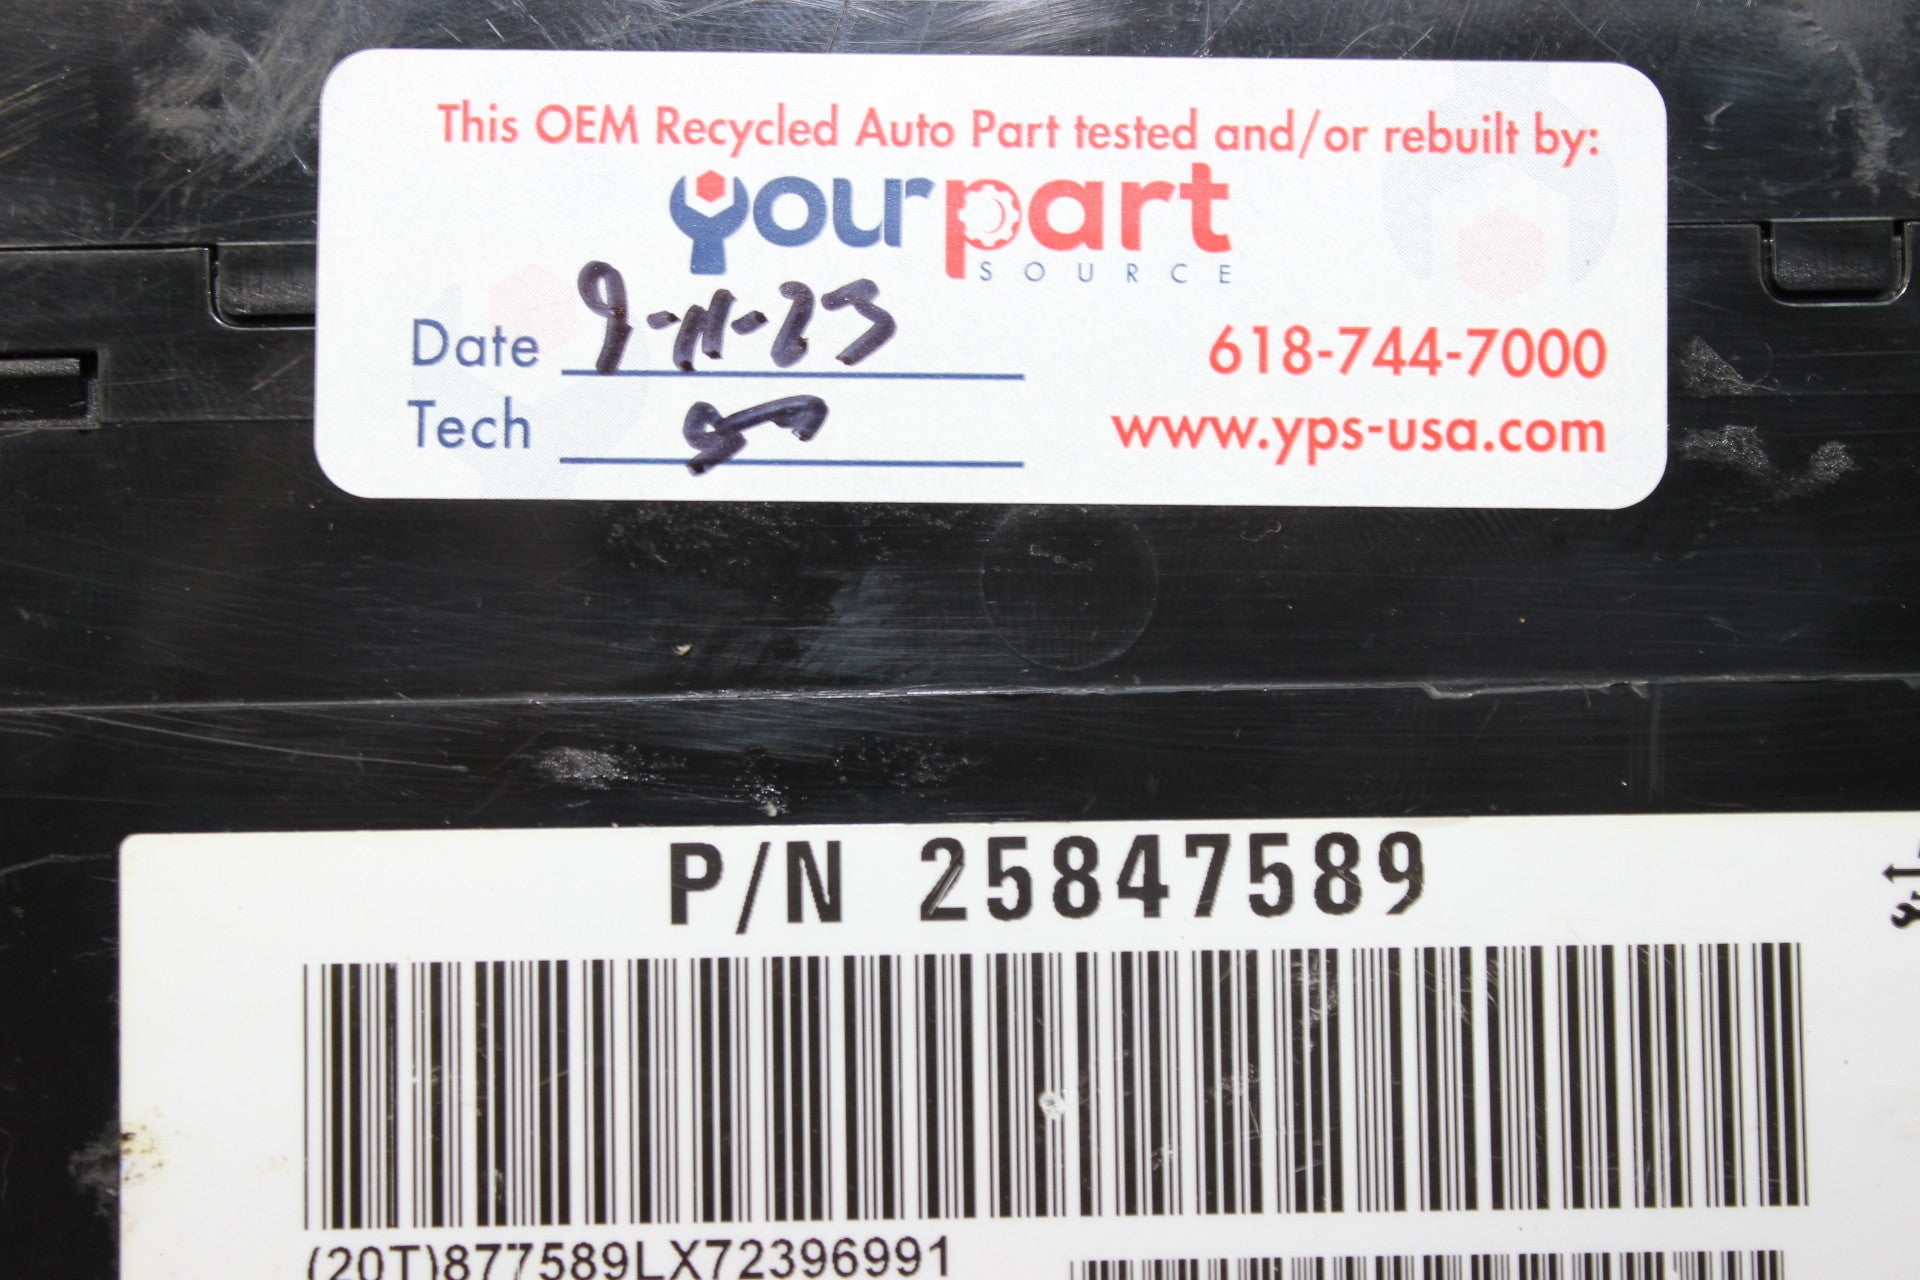 This OEM Recycled Auto Part tested and/or rebuilt by:
yourpart
SOURCE
Date 9-11-23
618-744-7000
Tech
www.yps-usa.com
P/N 25847589
(20T)877589LX72396991